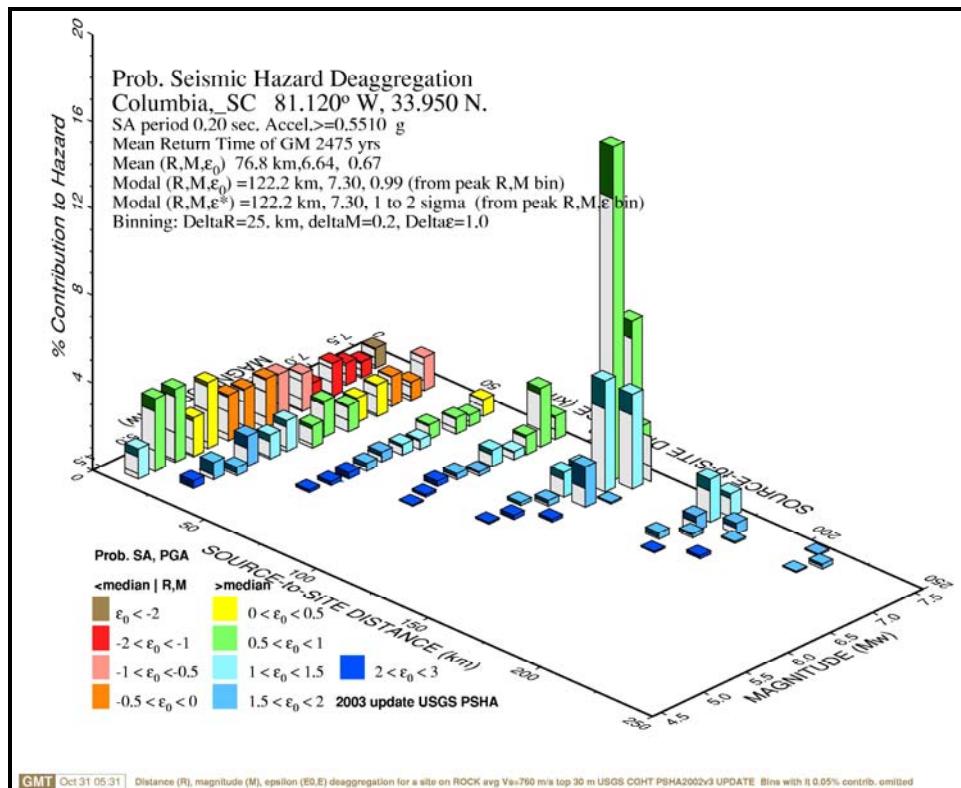 Prob. Seismic Hazard Deaggregation
Columbia,_SC 81.120° W, 33.950 N.
SA period 0.20 sec. Accel.>=0.5510 g
Mean Return Time of GM 2475 yrs
Mean (R,M,ε0) 76.8 km,6.64, 0.67
Modal (R,M,ε0) =122.2 km, 7.30, 0.99 (from peak R,M bin)
Modal (R,M,ε*) =122.2 km, 7.30, 1 to 2 sigma (from peak R,M,ε bin)
Binning: DeltaR=25. km, deltaM=0.2, Deltaε=1.0
% Contribution to Hazard
20
16
12
8
4
0
50
100
150
200
250
SOURCE-to-SITE DISTANCE (km)
4.5
5.0
5.5
6.0
6.5
7.0
7.5
MAGNITUDE (Mw)
7.0
7.5
50
200
250
Prob. SA, PGA
<median | R,M
>median
ε0 < -2
0 < ε0 < 0.5
-2 < ε0 < -1
0.5 < ε0 < 1
-1 < ε0 < -0.5
1 < ε0 < 1.5
2 < ε0 < 3
-0.5 < ε0 < 0
1.5 < ε0 < 2
2003 update USGS PSHA
GMT Oct 31 05:31 Distance (R), magnitude (M), epsilon (E0,E) deaggregation for a site on ROCK avg Vs=760 m/s top 30 m USGS CGHT PSHA2002v3 UPDATE Bins with lt 0.05% contrib. omitted